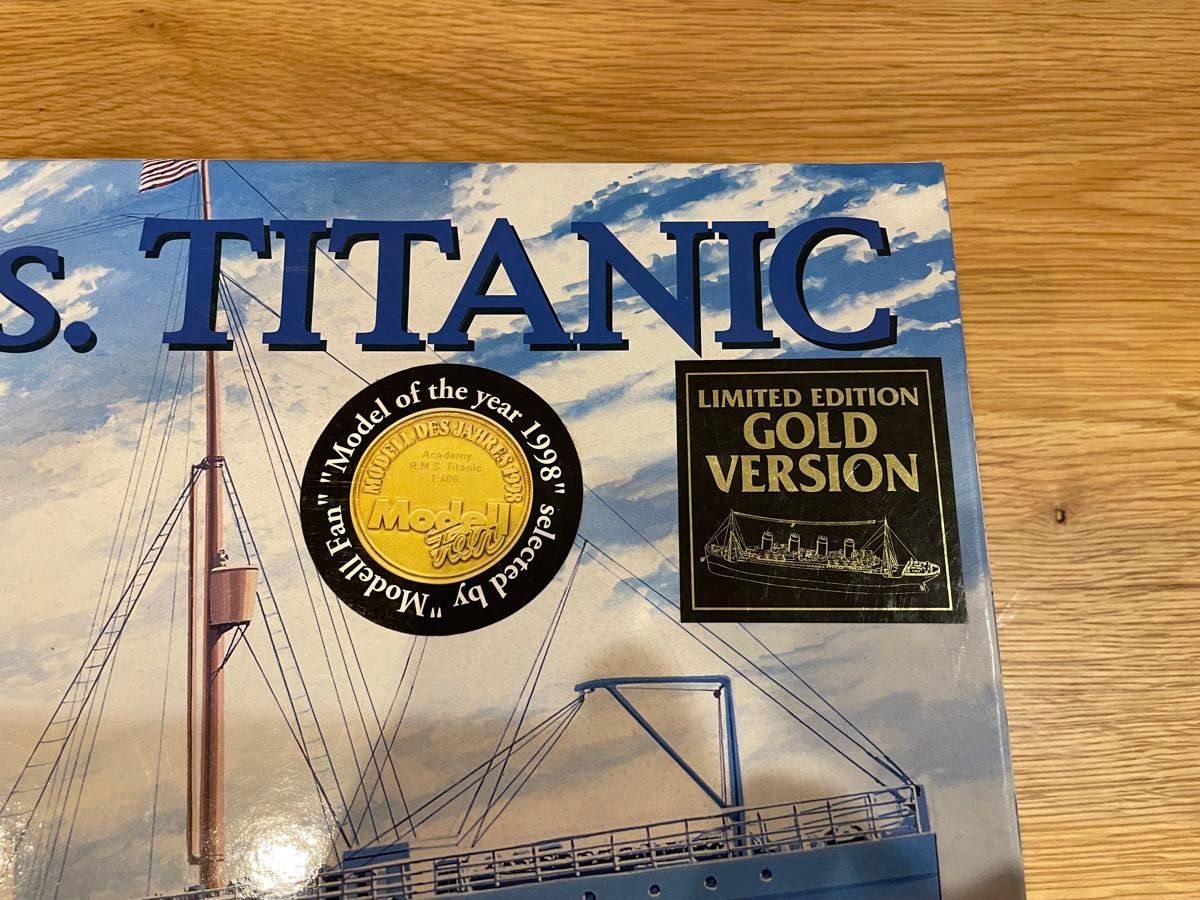 S. TITANIC
"Model of the year 1998" selected by "Modell Fan"
MODELL DES JAHRES 1998
Academy
R.M.S. Titanic
1:400
Modell
Fan
LIMITED EDITION
GOLD
VERSION